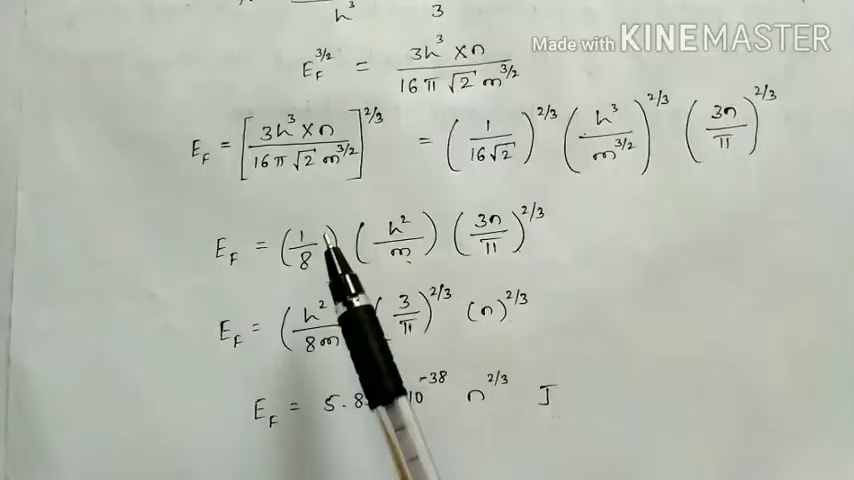 h³ 3
Made with KINEMASTER
E_F^{3/2} = 3h³ × n / 16π √2 m^{3/2}
E_F = [3h³ × n / 16π √2 m^{3/2}]^{2/3} = (1 / 16√2)^{2/3} (h³ / m^{3/2})^{2/3} (3n / π)^{2/3}
E_F = (1/8) (h²/m) (3n/π)^{2/3}
E_F = (h²/8m) (3/π)^{2/3} (n)^{2/3}
E_F = 5.8 10^{-38} n^{2/3} J